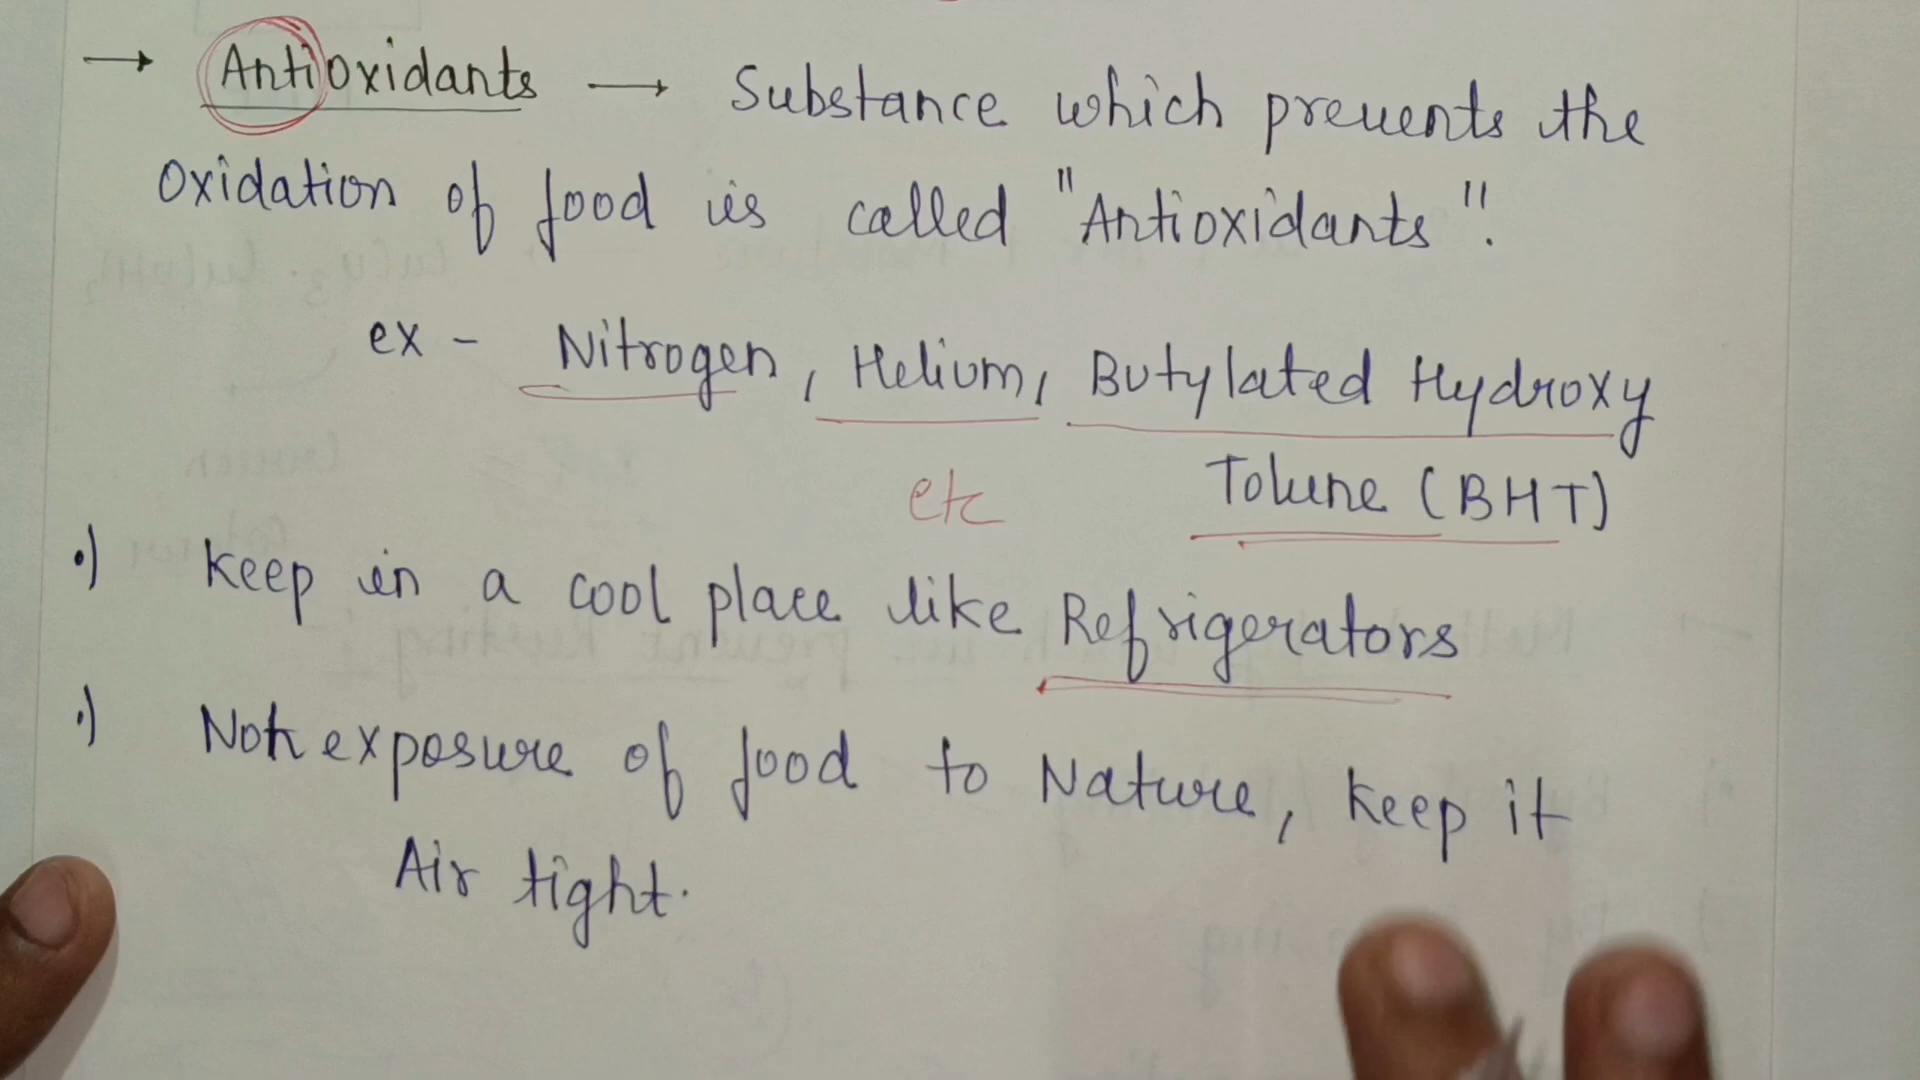 → Antioxidants → Substance which prevents the
Oxidation of food is called "Antioxidants".
ex - Nitrogen, Helium, Butylated Hydroxy
etc Tolune (BHT)
•) Keep in a cool place like Refrigerators
•) Not exposure of food to Nature, Keep it
Air tight.